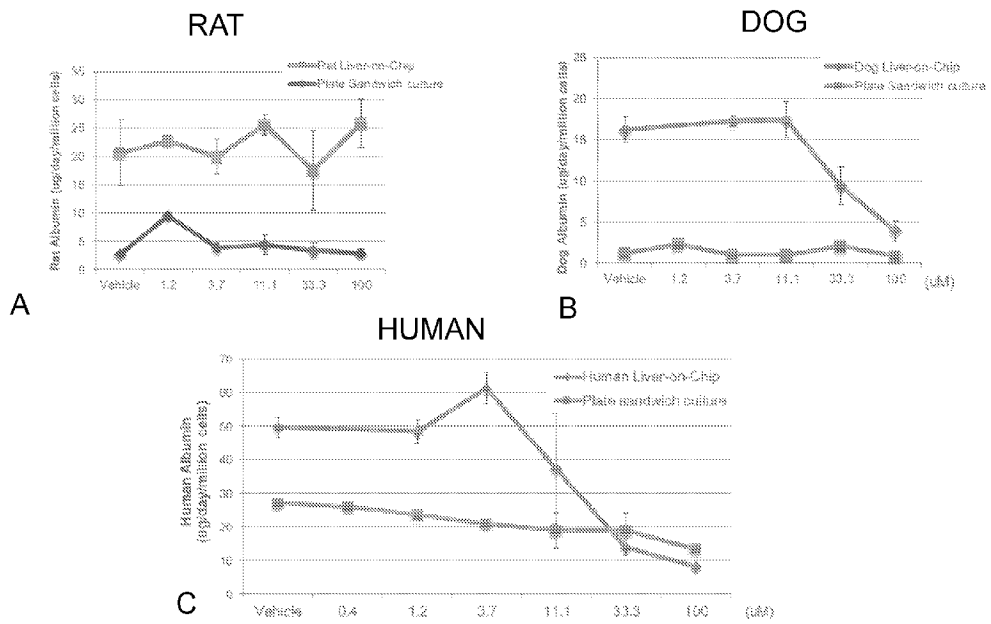 RAT
Rat Albumin (ug/day/million cells)
35
30
25
20
15
10
5
0
Rat Liver-on-Chip
Plate Sandwich culture
Vehicle 1.2 3.7 11.1 33.3 100
A
DOG
Dog Albumin (ug/day/million cells)
25
20
15
10
5
0
Dog Liver-on-Chip
Plate Sandwich culture
Vehicle 1.2 3.7 11.1 33.3 100 (uM)
B
HUMAN
Human Albumin
(ug/day/million cells)
70
60
50
40
30
20
10
0
Human Liver-on-Chip
Plate sandwich culture
Vehicle 0.4 1.2 3.7 11.1 33.3 100 (uM)
C